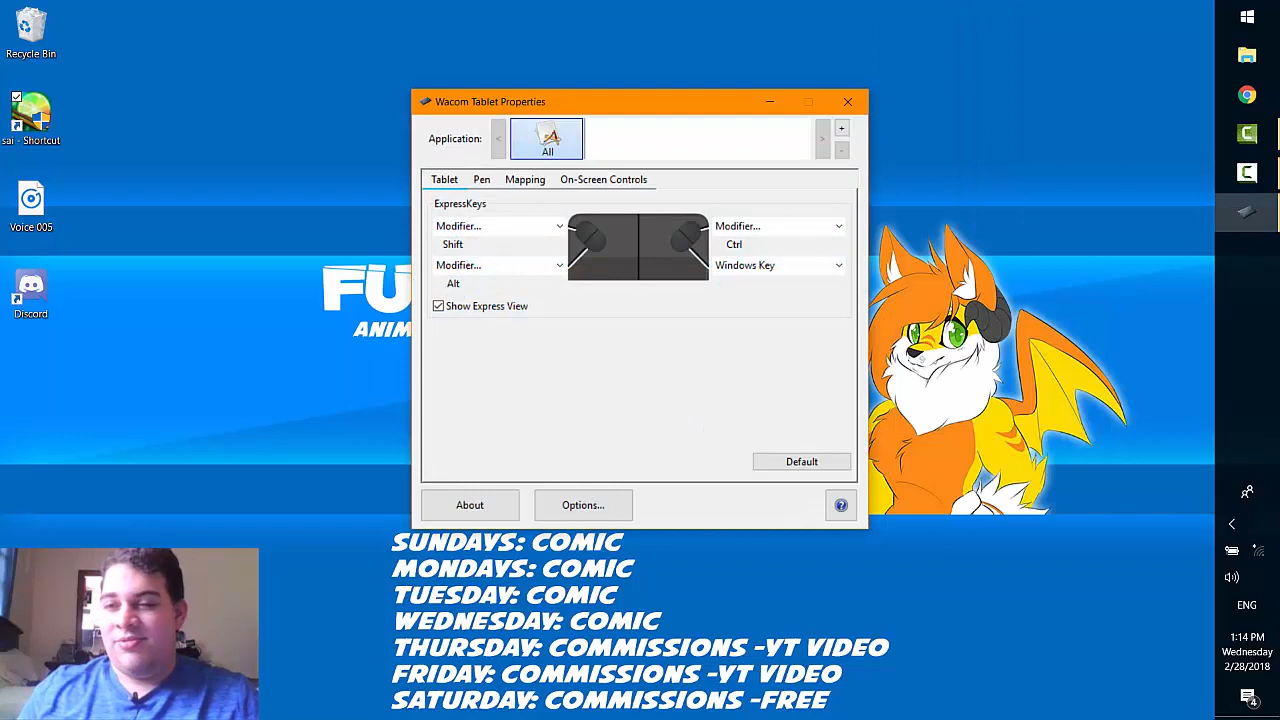 Recycle Bin
sai - Shortcut
Voice 005
Discord
Wacom Tablet Properties
Application:
<
All
>
+
-
Tablet Pen Mapping On-Screen Controls
ExpressKeys
Modifier...
Shift
Modifier...
Alt
Modifier...
Ctrl
Windows Key
Show Express View
Default
About
Options...
?
ANIM
SUNDAYS: COMIC
MONDAYS: COMIC
TUESDAY: COMIC
WEDNESDAY: COMIC
THURSDAY: COMMISSIONS -YT VIDEO
FRIDAY: COMMISSIONS -YT VIDEO
SATURDAY: COMMISSIONS -FREE
ENG
1:14 PM
Wednesday
2/28/2018
4